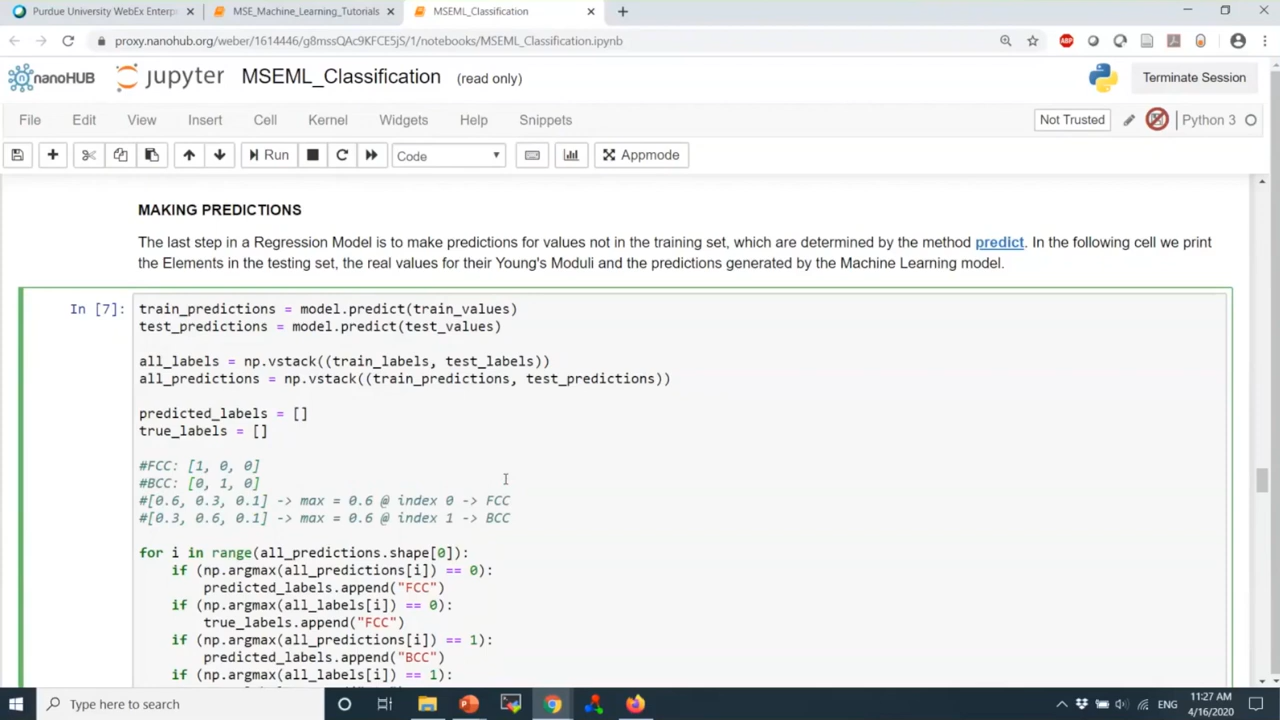 Purdue University WebEx Enterp
MSE_Machine_Learning_Tutorials
MSEML_Classification
proxy.nanohub.org/weber/1614446/g8mssQAc9KFCE5jS/1/notebooks/MSEML_Classification.ipynb
ABP
nanoHUB
jupyter
MSEML_Classification (read only)
Terminate Session
File Edit View Insert Cell Kernel Widgets Help Snippets
Not Trusted
Python 3
Run
Code
Appmode
MAKING PREDICTIONS
The last step in a Regression Model is to make predictions for values not in the training set, which are determined by the method predict. In the following cell we print
the Elements in the testing set, the real values for their Young's Moduli and the predictions generated by the Machine Learning model.
In [7]:
train_predictions = model.predict(train_values)
test_predictions = model.predict(test_values)
all_labels = np.vstack((train_labels, test_labels))
all_predictions = np.vstack((train_predictions, test_predictions))
predicted_labels = []
true_labels = []
#FCC: [1, 0, 0]
#BCC: [0, 1, 0]
#[0.6, 0.3, 0.1] -> max = 0.6 @ index 0 -> FCC
#[0.3, 0.6, 0.1] -> max = 0.6 @ index 1 -> BCC
for i in range(all_predictions.shape[0]):
if (np.argmax(all_predictions[i]) == 0):
predicted_labels.append("FCC")
if (np.argmax(all_labels[i]) == 0):
true_labels.append("FCC")
if (np.argmax(all_predictions[i]) == 1):
predicted_labels.append("BCC")
if (np.argmax(all_labels[i]) == 1):
Type here to search
ENG
11:27 AM
4/16/2020